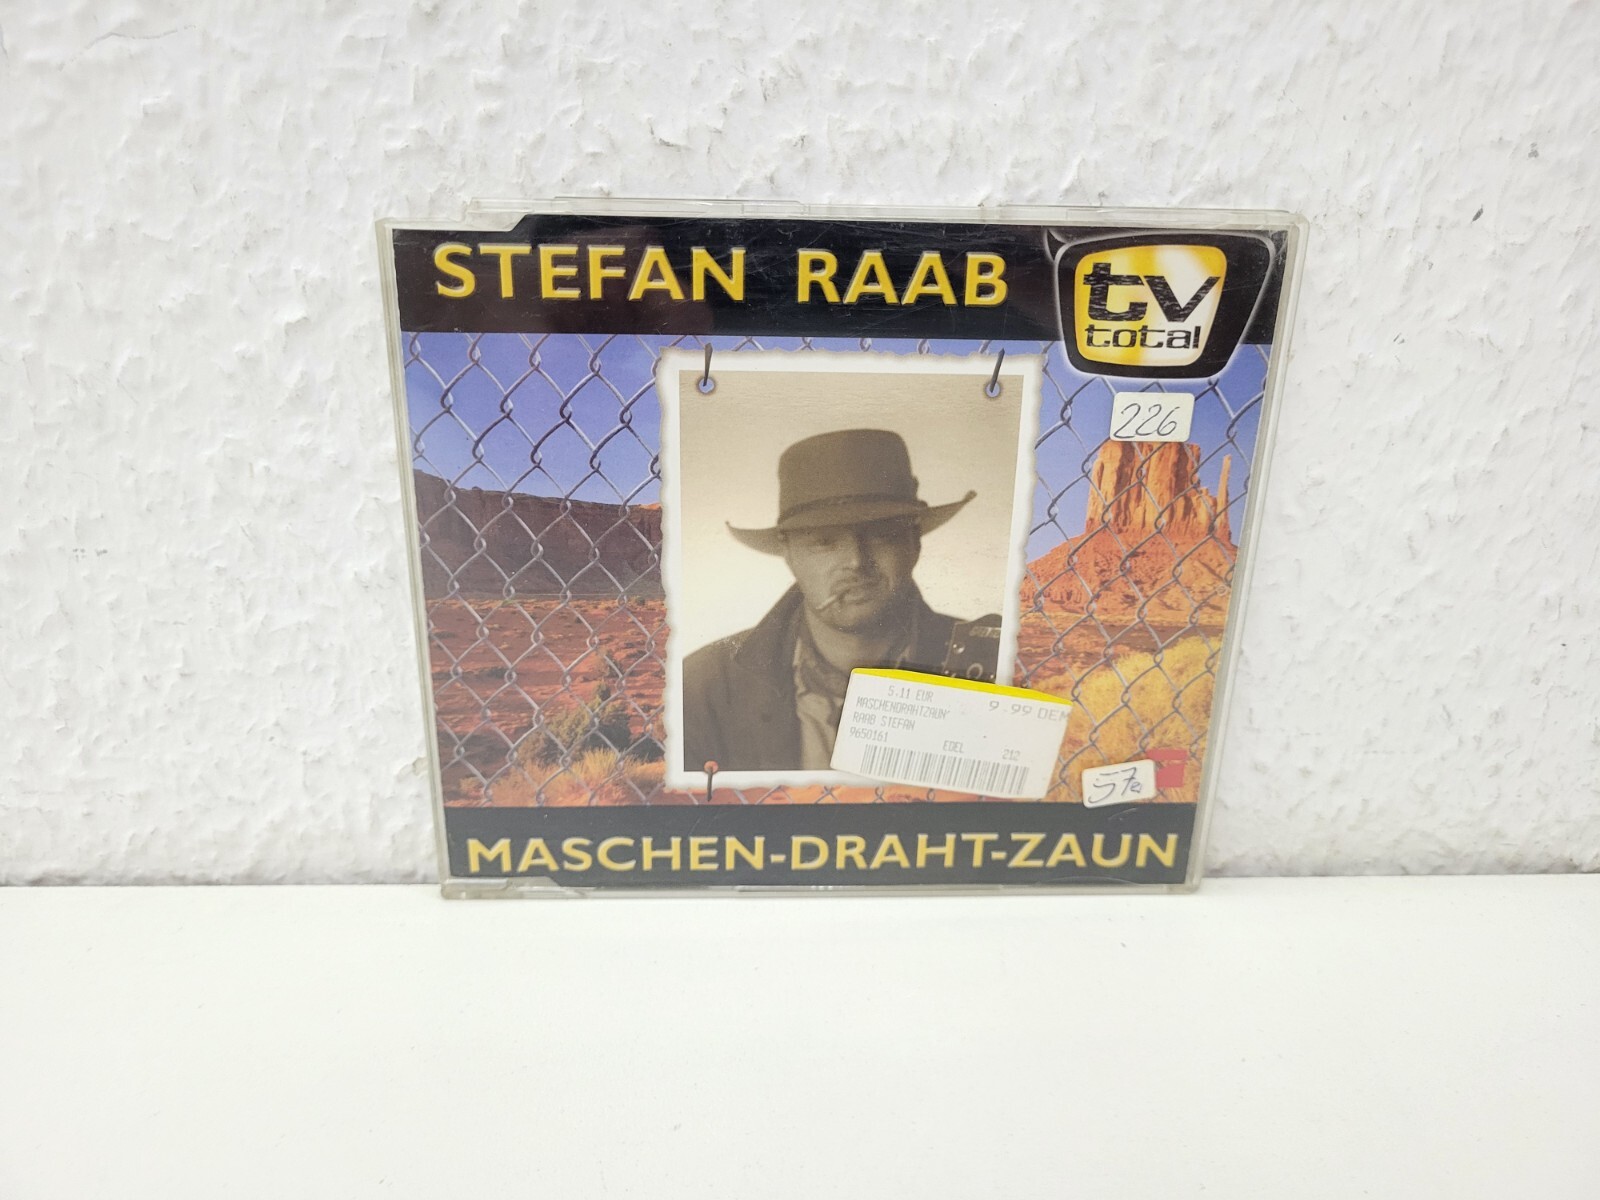 STEFAN RAAB
tv
total
226
5.11 EUR
9.99 DEM
MASCHENDRAHTZAUN'
RAAB STEFAN
9650161
EDEL 212
57a
MASCHEN-DRAHT-ZAUN